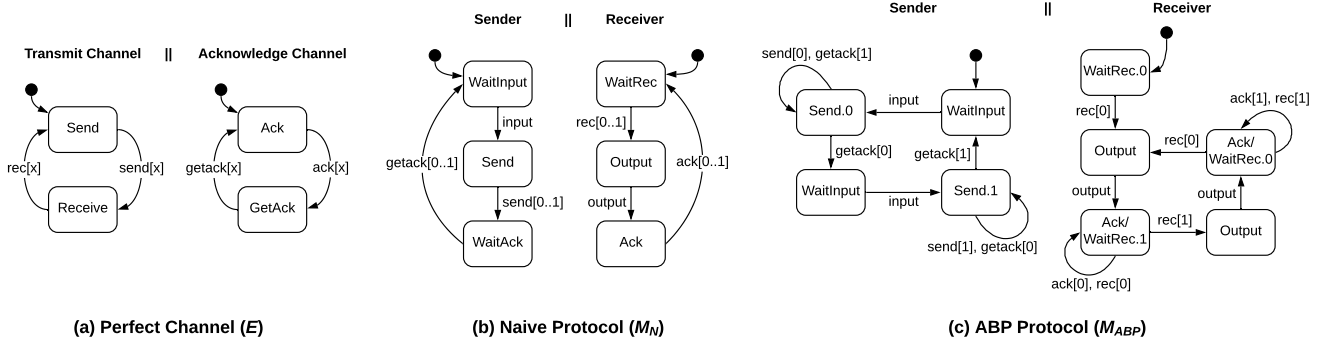 Transmit Channel || Acknowledge Channel
Send
rec[x]
send[x]
Receive
Ack
getack[x]
ack[x]
GetAck
(a) Perfect Channel (E)
Sender || Receiver
WaitInput
input
Send
getack[0..1]
send[0..1]
WaitAck
WaitRec
rec[0..1]
Output
ack[0..1]
output
Ack
(b) Naive Protocol (M_N)
Sender || Receiver
send[0], getack[1]
Send.0
input
WaitInput
getack[0]
getack[1]
WaitInput
input
Send.1
send[1], getack[0]
WaitRec.0
rec[0]
ack[1], rec[1]
Output
rec[0]
Ack/
WaitRec.0
output
output
Ack/
WaitRec.1
rec[1]
Output
ack[0], rec[0]
(c) ABP Protocol (M_ABP)